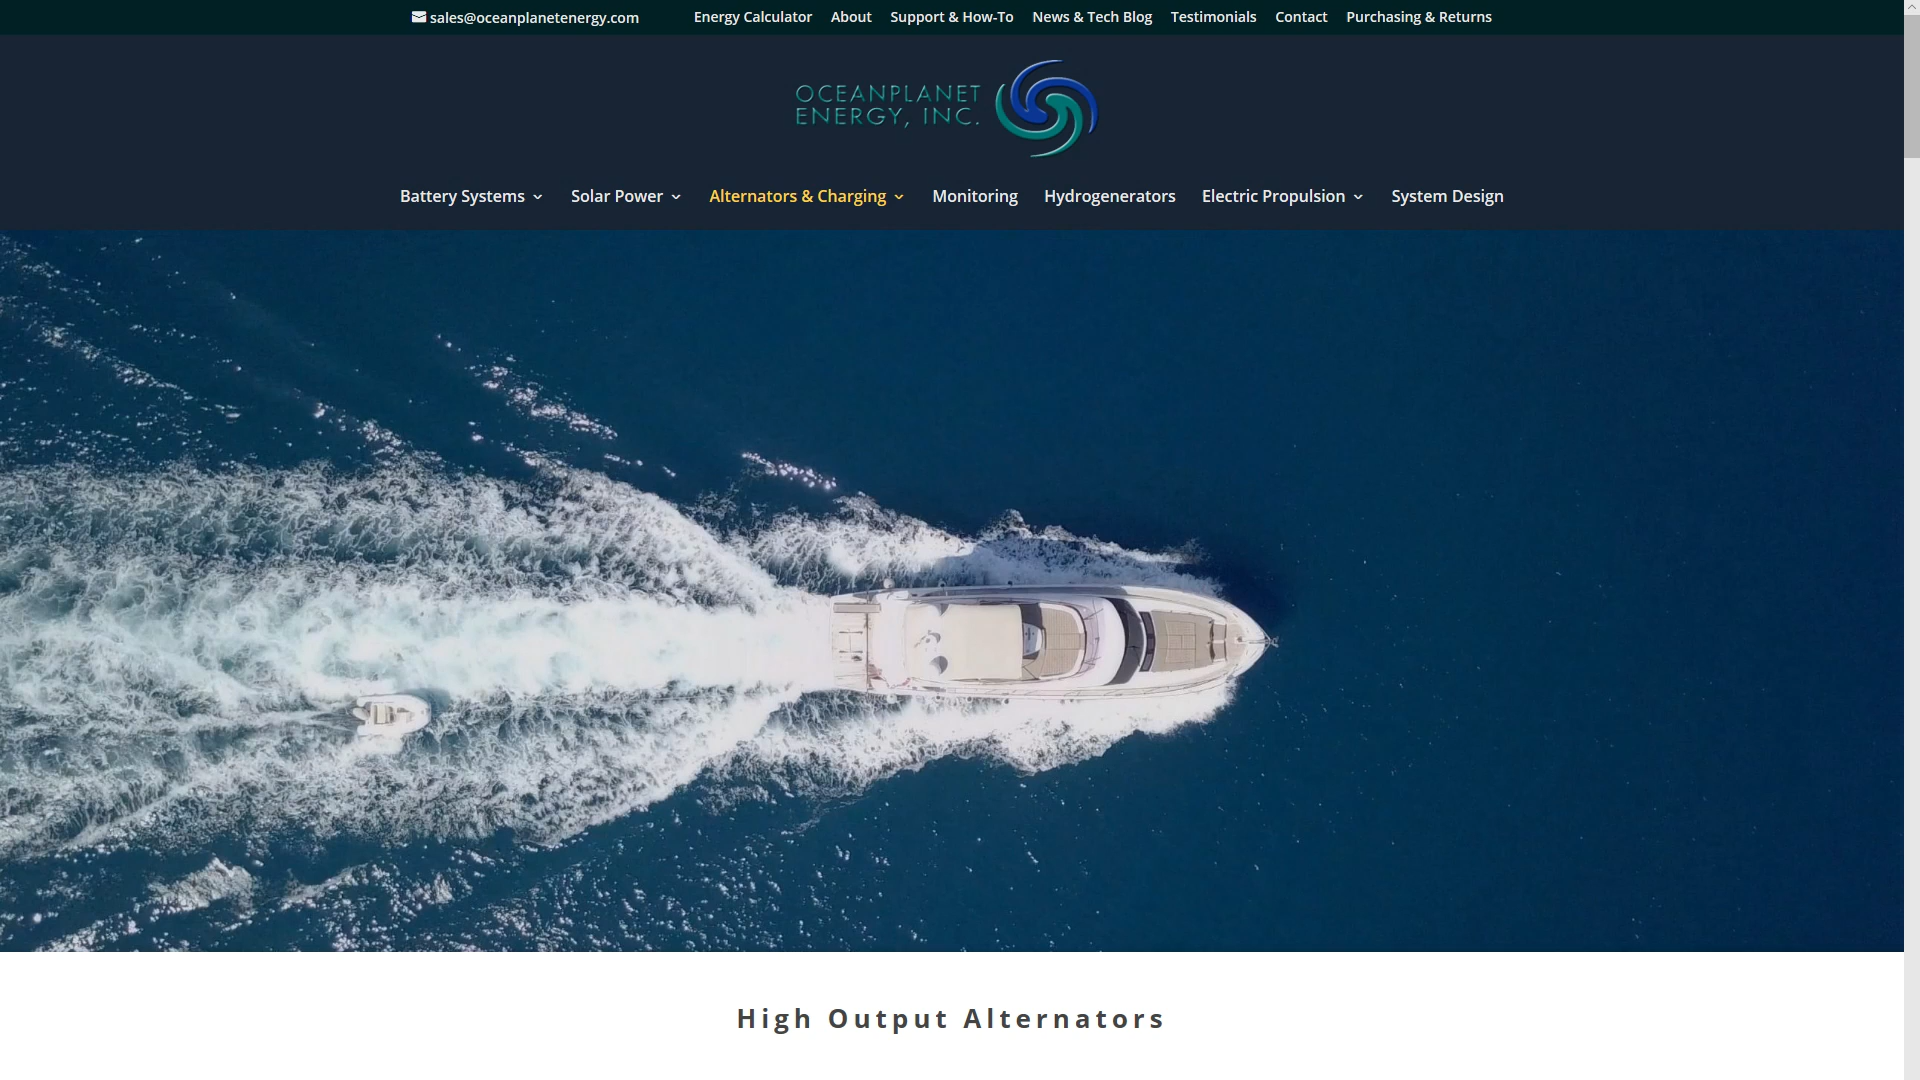 sales@oceanplanetenergy.com
Energy Calculator
About
Support & How-To
News & Tech Blog
Testimonials
Contact
Purchasing & Returns
OCEANPLANET
ENERGY, INC.
Battery Systems
Solar Power
Alternators & Charging
Monitoring
Hydrogenerators
Electric Propulsion
System Design
High Output Alternators